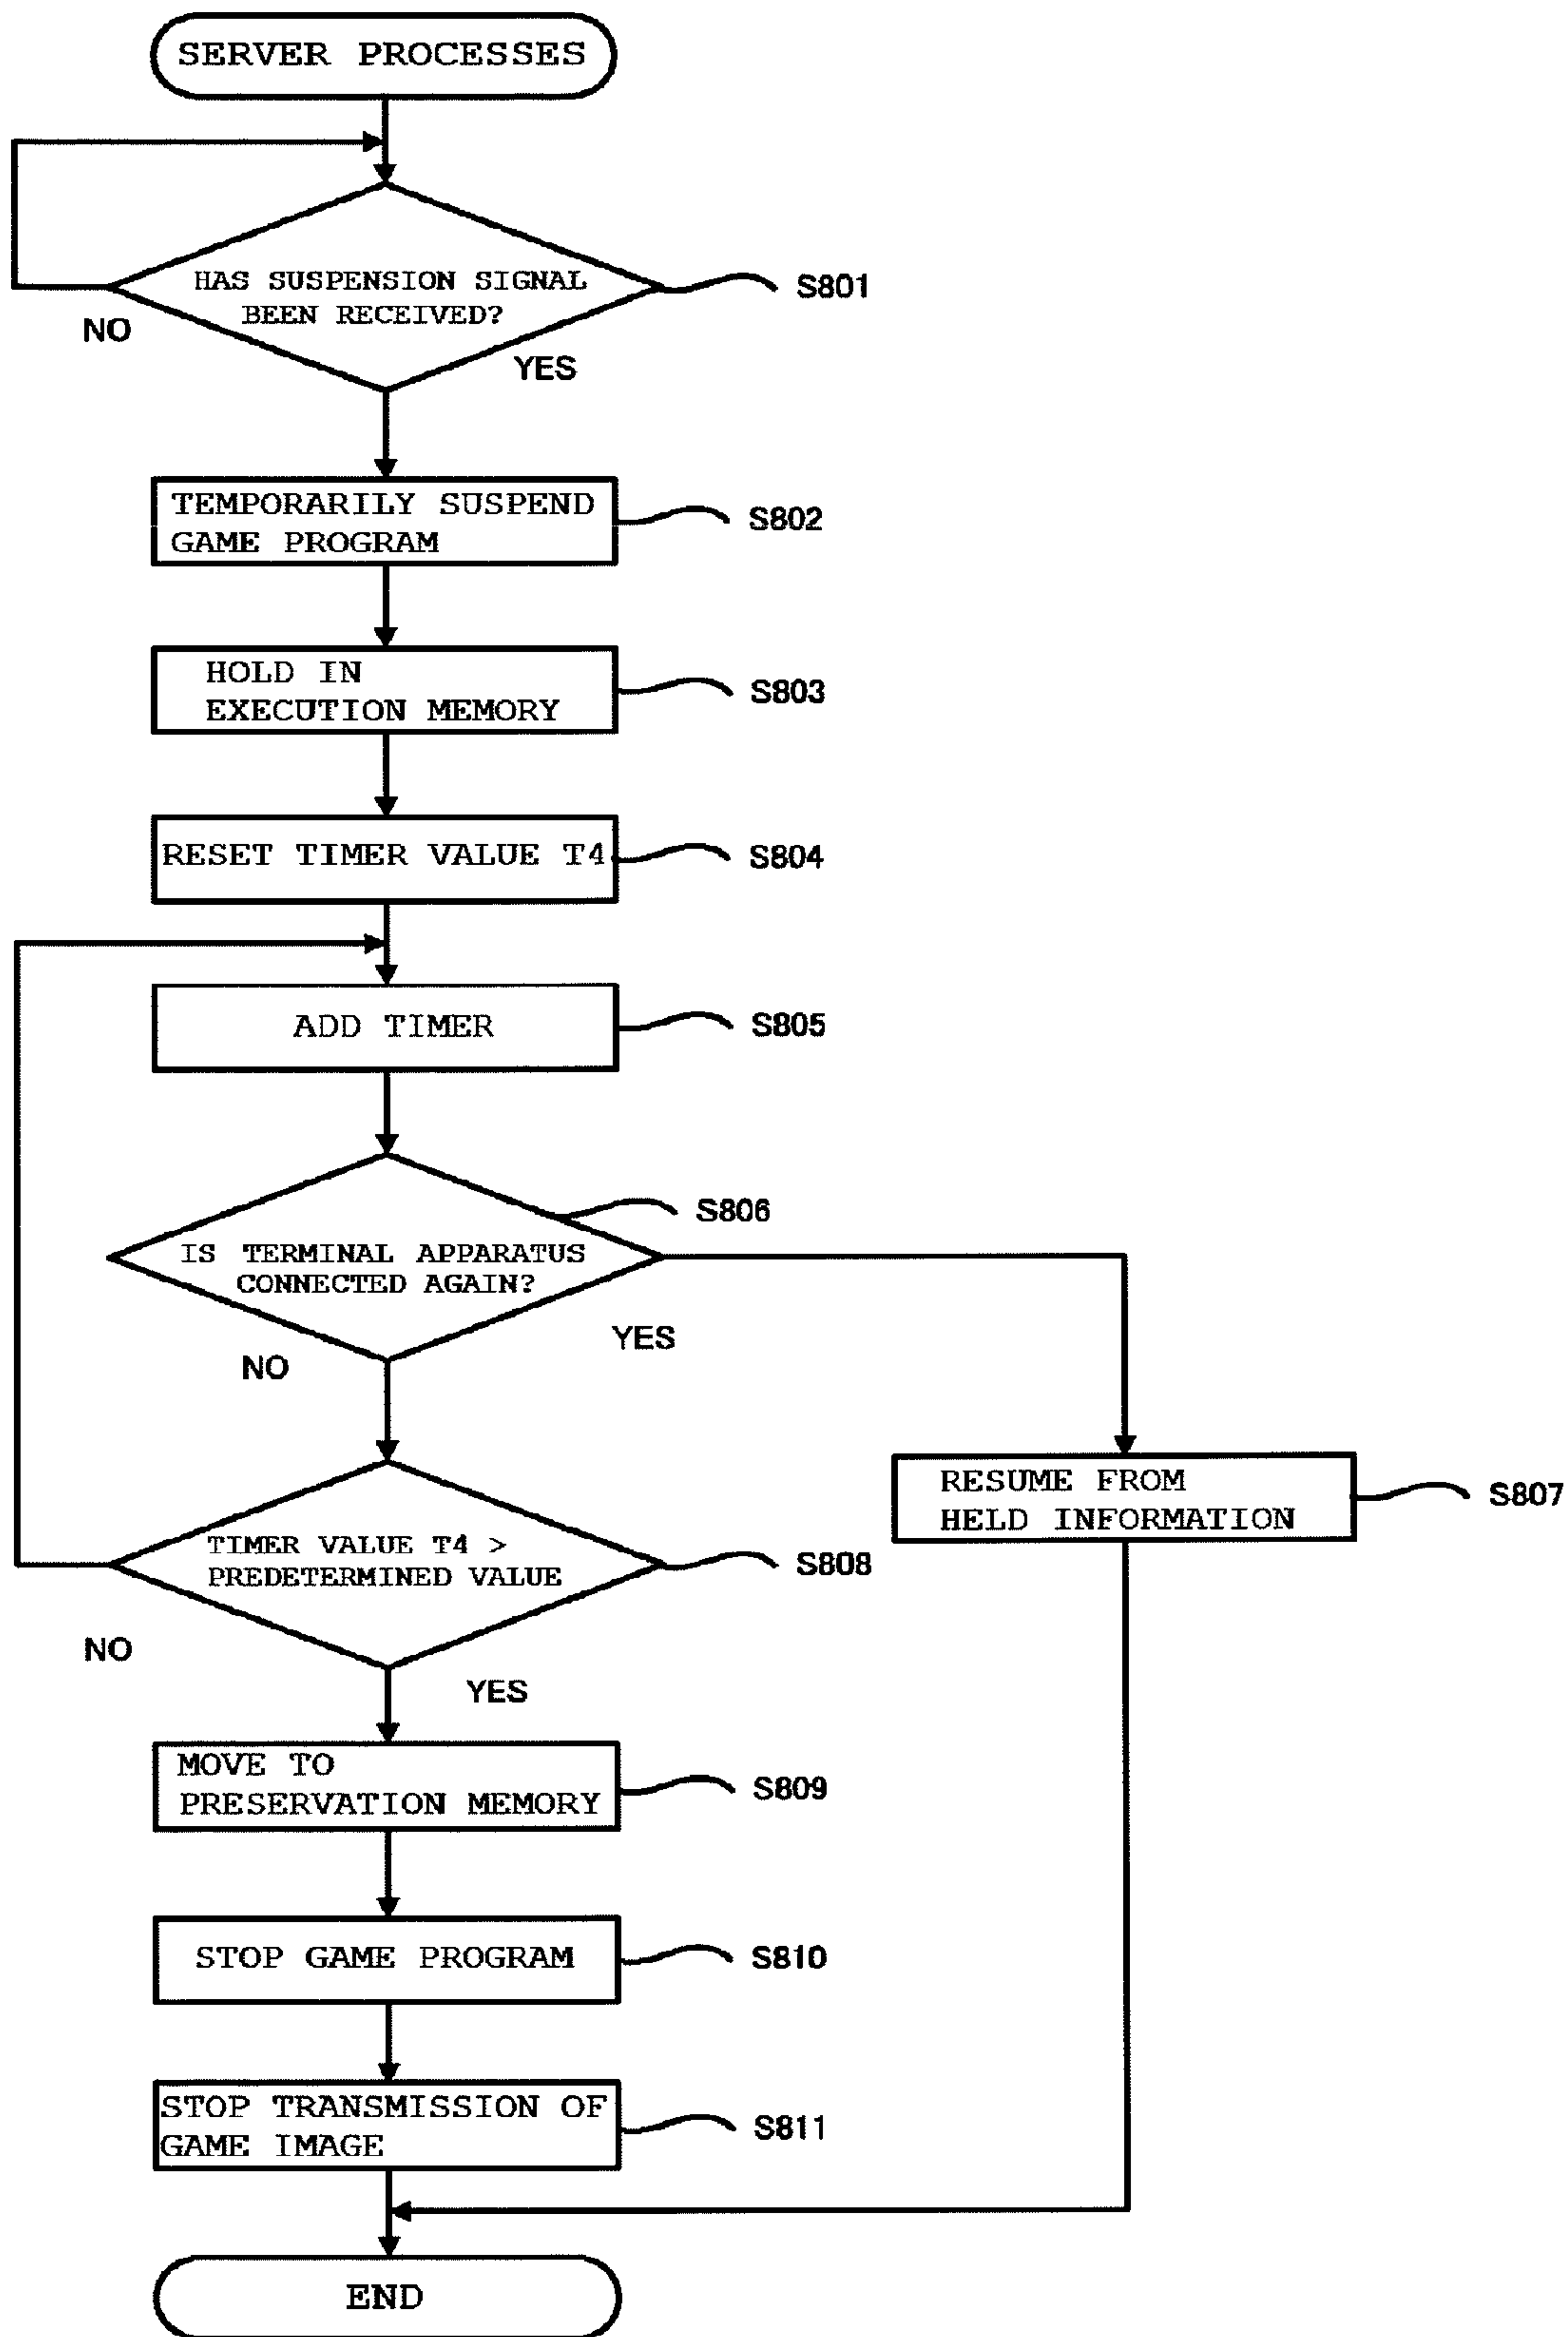 SERVER PROCESSES
HAS SUSPENSION SIGNAL
BEEN RECEIVED?
S801
NO
YES
TEMPORARILY SUSPEND
GAME PROGRAM
S802
HOLD IN
EXECUTION MEMORY
S803
RESET TIMER VALUE T4
S804
ADD TIMER
S805
S806
IS TERMINAL APPARATUS
CONNECTED AGAIN?
YES
NO
RESUME FROM
HELD INFORMATION
S807
TIMER VALUE T4 >
PREDETERMINED VALUE
S808
NO
YES
MOVE TO
PRESERVATION MEMORY
S809
STOP GAME PROGRAM
S810
STOP TRANSMISSION OF
GAME IMAGE
S811
END